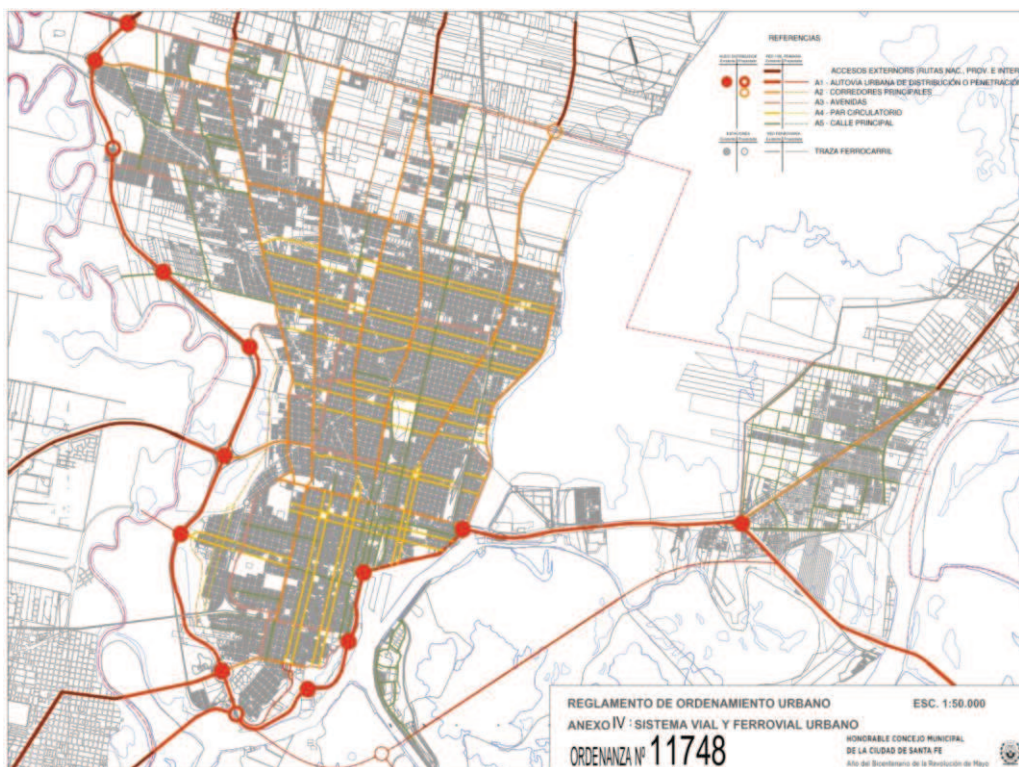 REFERENCIAS
ACCESOS EXTERNORS (RUTAS NAC., PROV. E INTER
A1 - AUTOVÍA URBANA DE DISTRIBUCIÓN O PENETRACIÓN
A2 - CORREDORES PRINCIPALES
A3 - AVENIDAS
A4 - PAR CIRCULATORIO
A5 - CALLE PRINCIPAL
TRAZA FERROCARRIL
REGLAMENTO DE ORDENAMIENTO URBANO
ESC. 1:50.000
ANEXO IV : SISTEMA VIAL Y FERROVIAL URBANO
ORDENANZA Nº 11748
HONORABLE CONCEJO MUNICIPAL
DE LA CIUDAD DE SANTA FE
Año del Bicentenario de la Revolución de Mayo